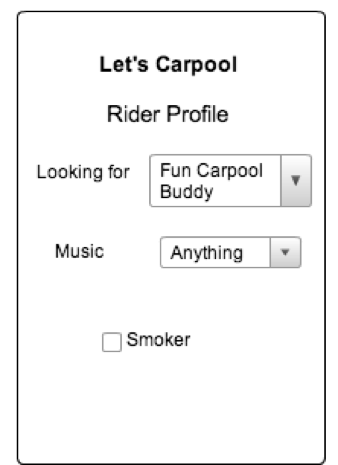 Let's Carpool
Rider Profile
Looking for
Fun Carpool
Buddy
Music
Anything
Smoker